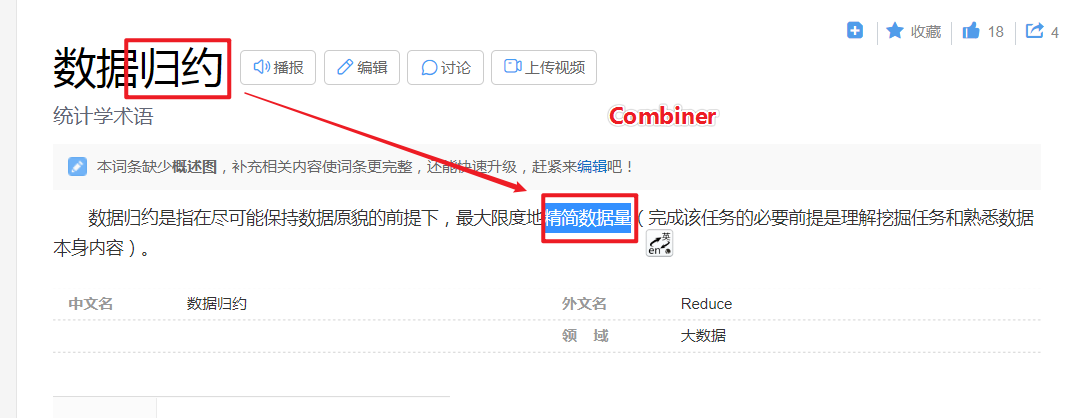 收藏 18 4
数据归约 播报 编辑 讨论 上传视频
统计学术语
Combiner
本词条缺少概述图，补充相关内容使词条更完整，还能快速升级，赶紧来编辑吧！
数据归约是指在尽可能保持数据原貌的前提下，最大限度地精简数据量（完成该任务的必要前提是理解挖掘任务和熟悉数据
本身内容）。
英
en
中文名 数据归约 外文名 Reduce
领 域 大数据